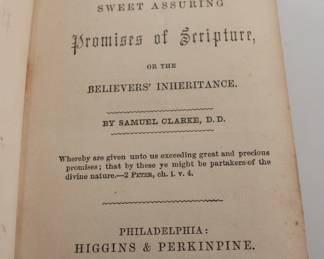 SWEET ASSURING
Promises of Scripture,
OR THE
BELIEVERS' INHERITANCE.
BY SAMUEL CLARKE, D. D.
Whereby are given unto us exceeding great and precious
promises; that by these ye might be partakers of the
divine nature.—2 PETER, ch. i. v. 4.
PHILADELPHIA:
HIGGINS & PERKINPINE.